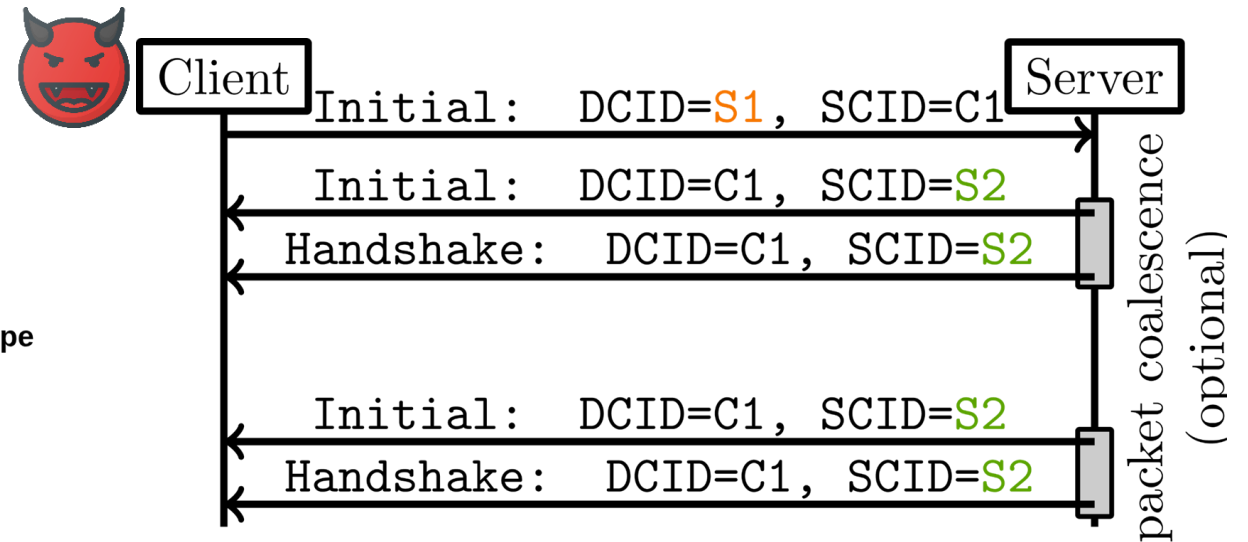 Client
Server
Initial: DCID=S1, SCID=C1
Initial: DCID=C1, SCID=S2
Handshake: DCID=C1, SCID=S2
pe
Initial: DCID=C1, SCID=S2
Handshake: DCID=C1, SCID=S2
packet coalescence
(optional)